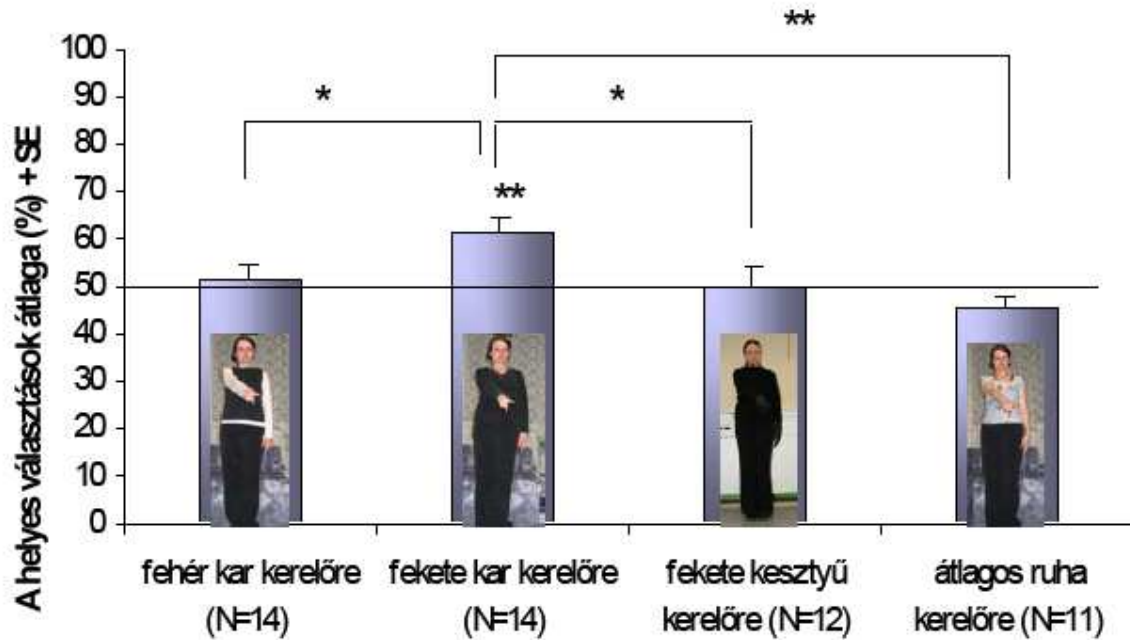 A helyes választások átlaga (%) + SE
**
100
90
80
70
60
50
40
30
20
10
0
*
*
**
fehér kar kerelőre
(N=14)
fekete kar kerelőre
(N=14)
fekete kesztyű
kerelőre (N=12)
átlagos ruha
kerelőre (N=11)